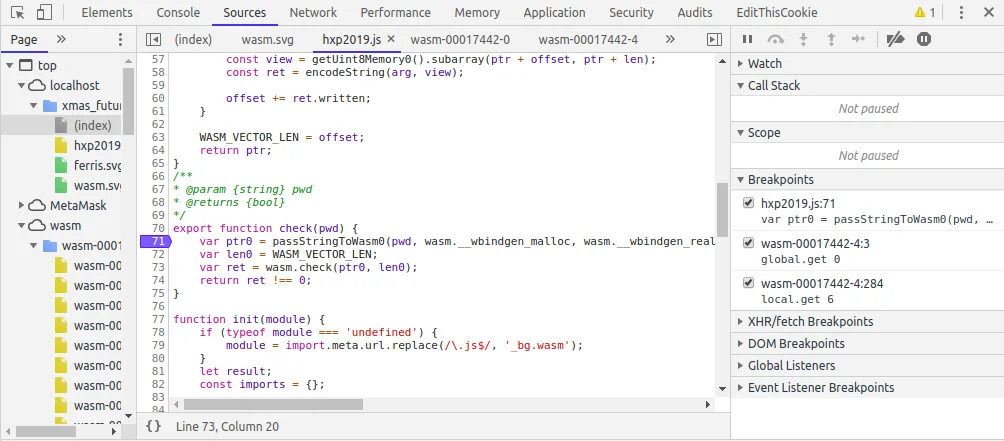 Elements Console Sources Network Performance Memory Application Security Audits EditThisCookie 1
Page (index) wasm.svg hxp2019.js wasm-00017442-0 wasm-00017442-4
top
localhost
xmas_futu
(index)
hxp2019
ferris.svg
wasm.sv
MetaMask
wasm
wasm-000
wasm-00
wasm-00
wasm-00
wasm-00
wasm-00
wasm-00
wasm-00
wasm-00
57 const view = getUint8Memory0().subarray(ptr + offset, ptr + len);
58 const ret = encodeString(arg, view);
59
60 offset += ret.written;
61 }
62
63 WASM_VECTOR_LEN = offset;
64 return ptr;
65 }
66 /**
67 * @param {string} pwd
68 * @returns {bool}
69 */
70 export function check(pwd) {
71 var ptr0 = passStringToWasm0(pwd, wasm.__wbindgen_malloc, wasm.__wbindgen_real
72 var len0 = WASM_VECTOR_LEN;
73 var ret = wasm.check(ptr0, len0);
74 return ret !== 0;
75 }
76
77 function init(module) {
78 if (typeof module === 'undefined') {
79 module = import.meta.url.replace(/\.js$/, '_bg.wasm');
80 }
81 let result;
82 const imports = {};
83
84
{} Line 73, Column 20
Watch
Call Stack
Not paused
Scope
Not paused
Breakpoints
hxp2019.js:71
var ptr0 = passStringToWasm0(pwd, …
wasm-00017442-4:3
global.get 0
wasm-00017442-4:284
local.get 6
XHR/fetch Breakpoints
DOM Breakpoints
Global Listeners
Event Listener Breakpoints